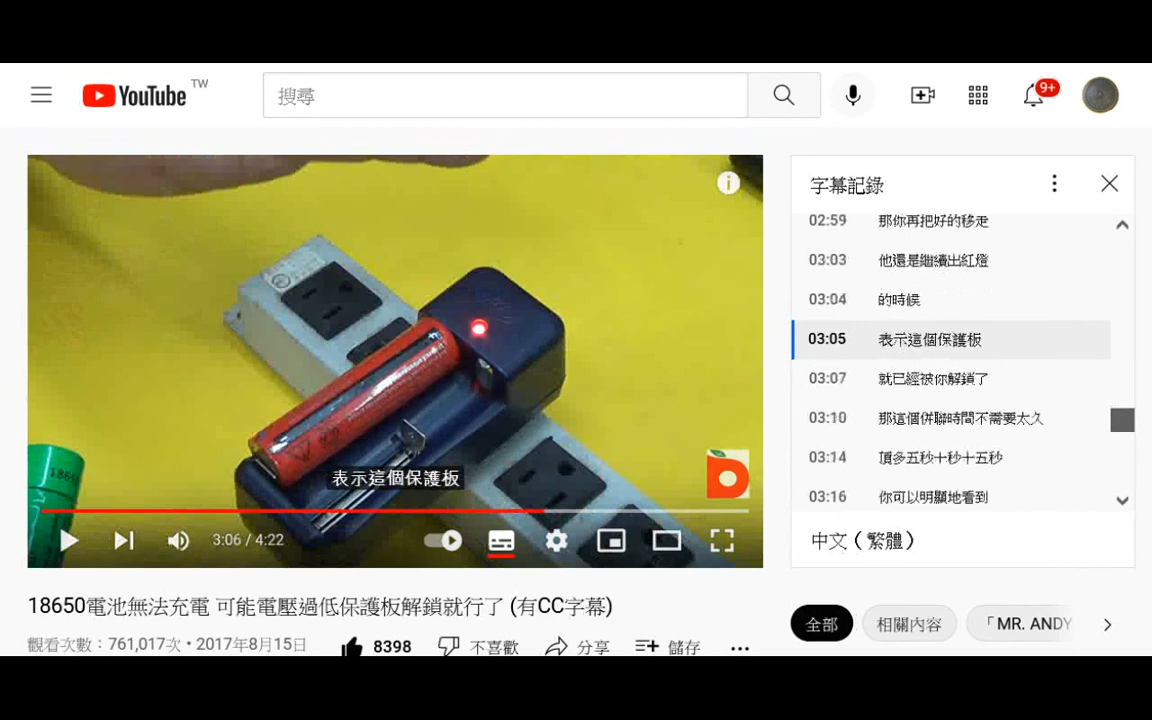 YouTube TW
搜尋
9+
字幕記錄
02:59 那你再把好的移走
03:03 他還是繼續出紅燈
03:04 的時候
03:05 表示這個保護板
03:07 就已經被你解鎖了
03:10 那這個併聯時間不需要太久
03:14 頂多五秒十秒十五秒
03:16 你可以明顯地看到
中文（繁體）
1865
表示這個保護板
3:06 / 4:22
18650電池無法充電 可能電壓過低保護板解鎖就行了 (有CC字幕)
觀看次數：761,017次 • 2017年8月15日
8398 不喜歡 分享 儲存
全部 相關內容 「MR. ANDY